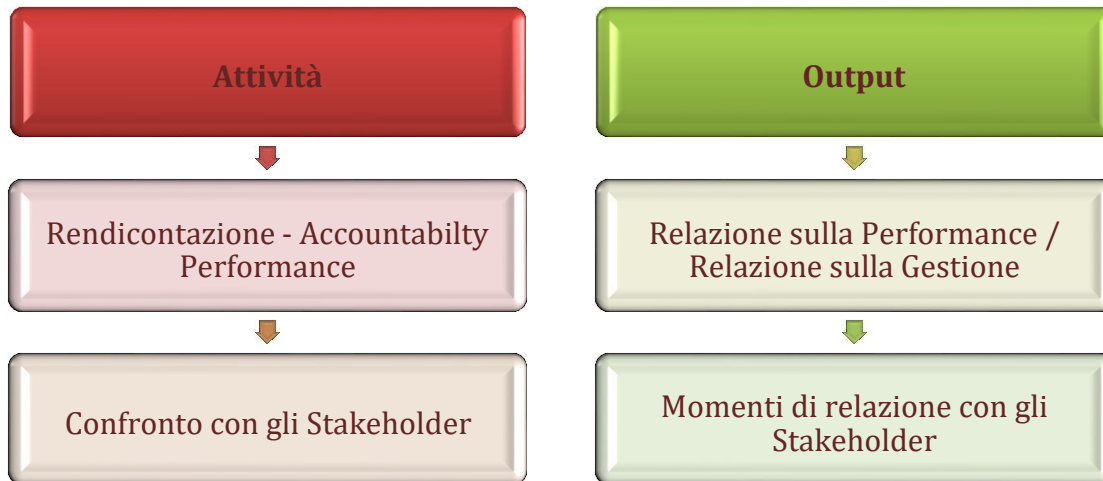 Attività
Rendicontazione - Accountabilty
Performance
Confronto con gli Stakeholder
Output
Relazione sulla Performance /
Relazione sulla Gestione
Momenti di relazione con gli
Stakeholder